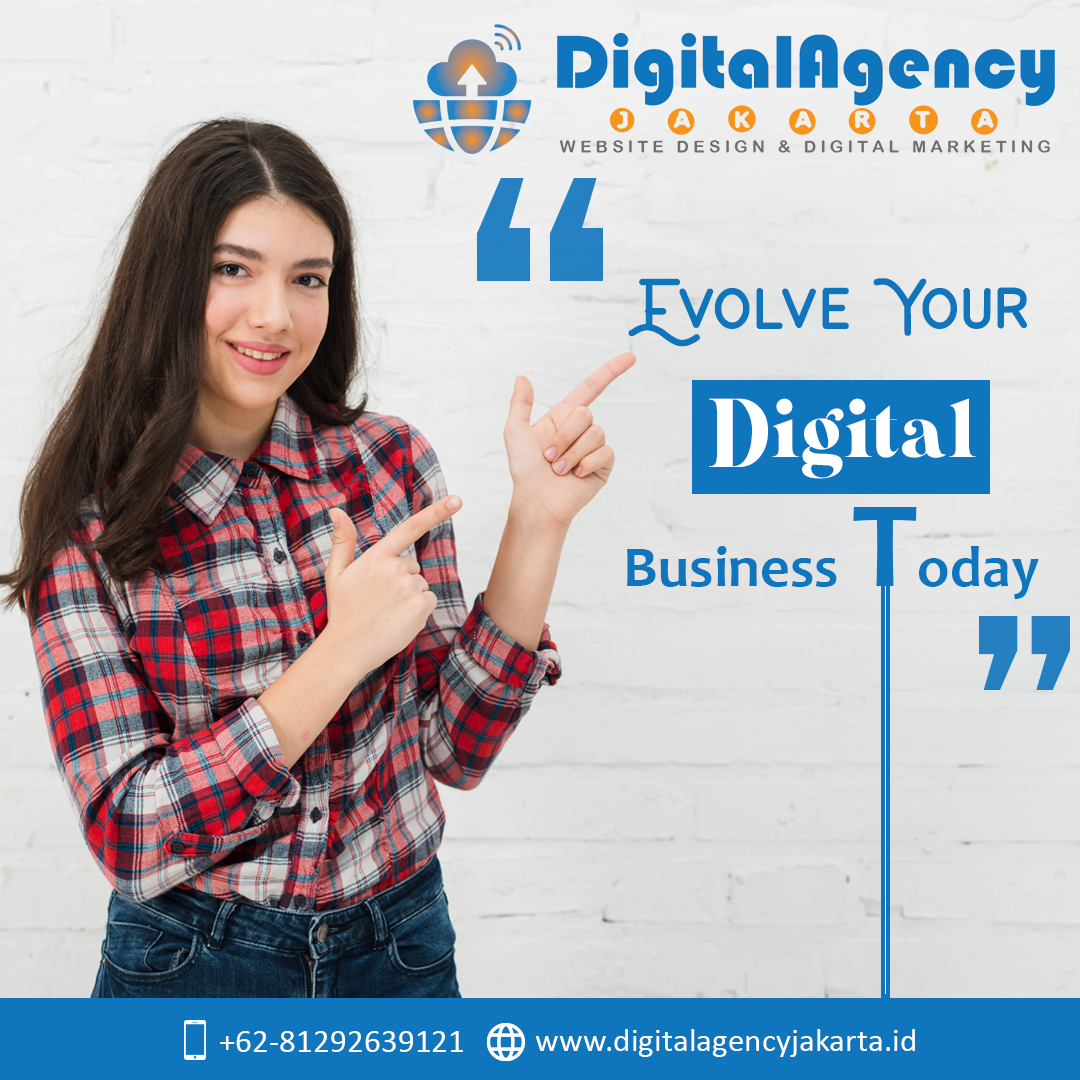 DigitalAgency
JAKARTA
WEBSITE DESIGN & DIGITAL MARKETING
“
Evolve Your
Digital
Business Today
”
+62-81292639121 www.digitalagencyjakarta.id